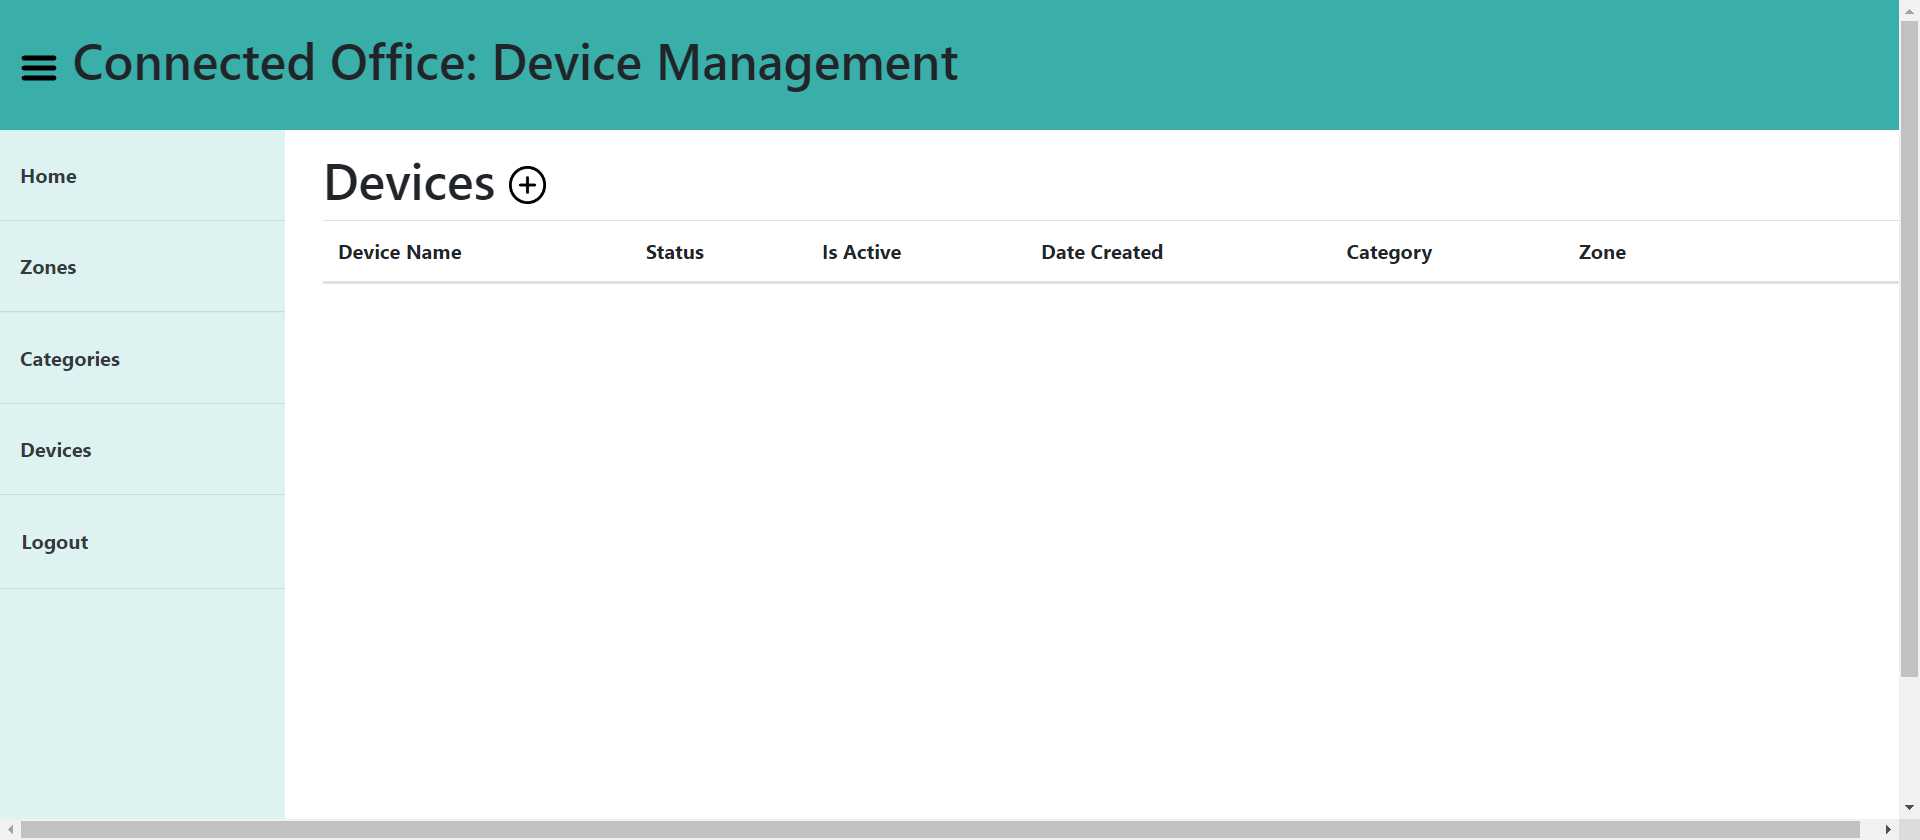 Connected Office: Device Management
Home
Zones
Categories
Devices
Logout
Devices
Device Name Status Is Active Date Created Category Zone